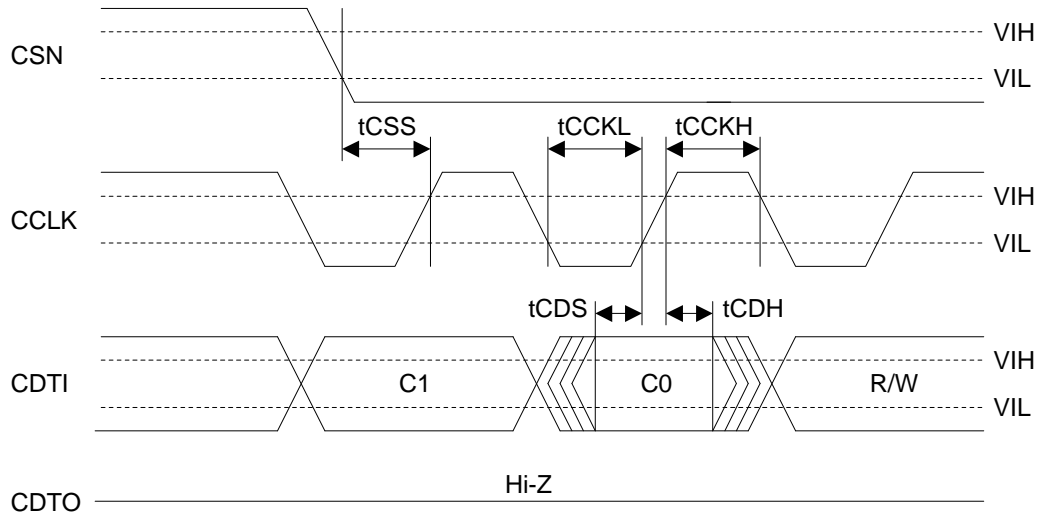 CSN
VIH
VIL
tCSS
tCCKL
tCCKH
CCLK
VIH
VIL
tCDS
tCDH
CDTI
C1
C0
R/W
VIH
VIL
CDTO
Hi-Z